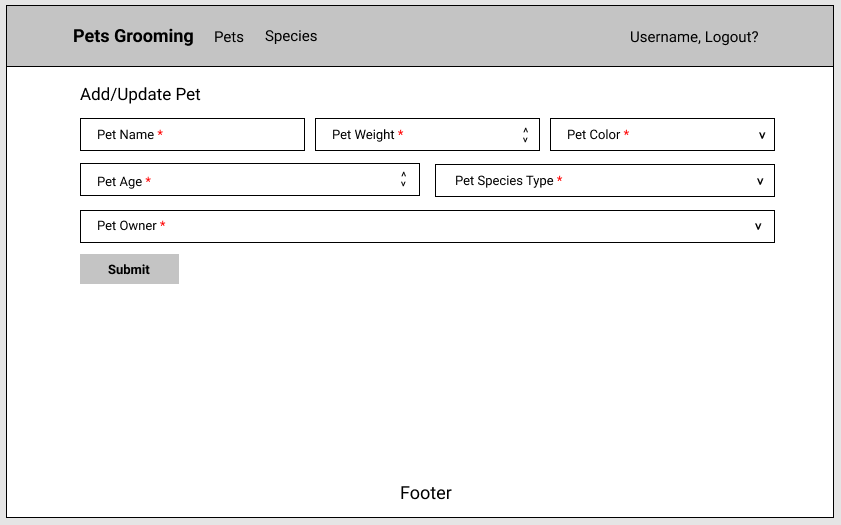 Pets Grooming Pets Species Username, Logout?
Add/Update Pet
Pet Name * Pet Weight * Pet Color *
Pet Age * Pet Species Type *
Pet Owner *
Submit
Footer